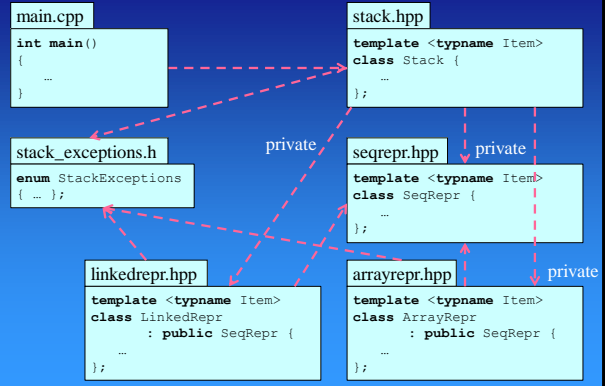 main.cpp
int main()
{
…
}
stack.hpp
template <typname Item>
class Stack {
…
};
stack_exceptions.h
enum StackExceptions
{ … };
private
seqrepr.hpp
private
template <typname Item>
class SeqRepr {
…
};
linkedrepr.hpp
template <typname Item>
class LinkedRepr
: public SeqRepr {
…
};
arrayrepr.hpp
private
template <typname Item>
class ArrayRepr
: public SeqRepr {
…
};